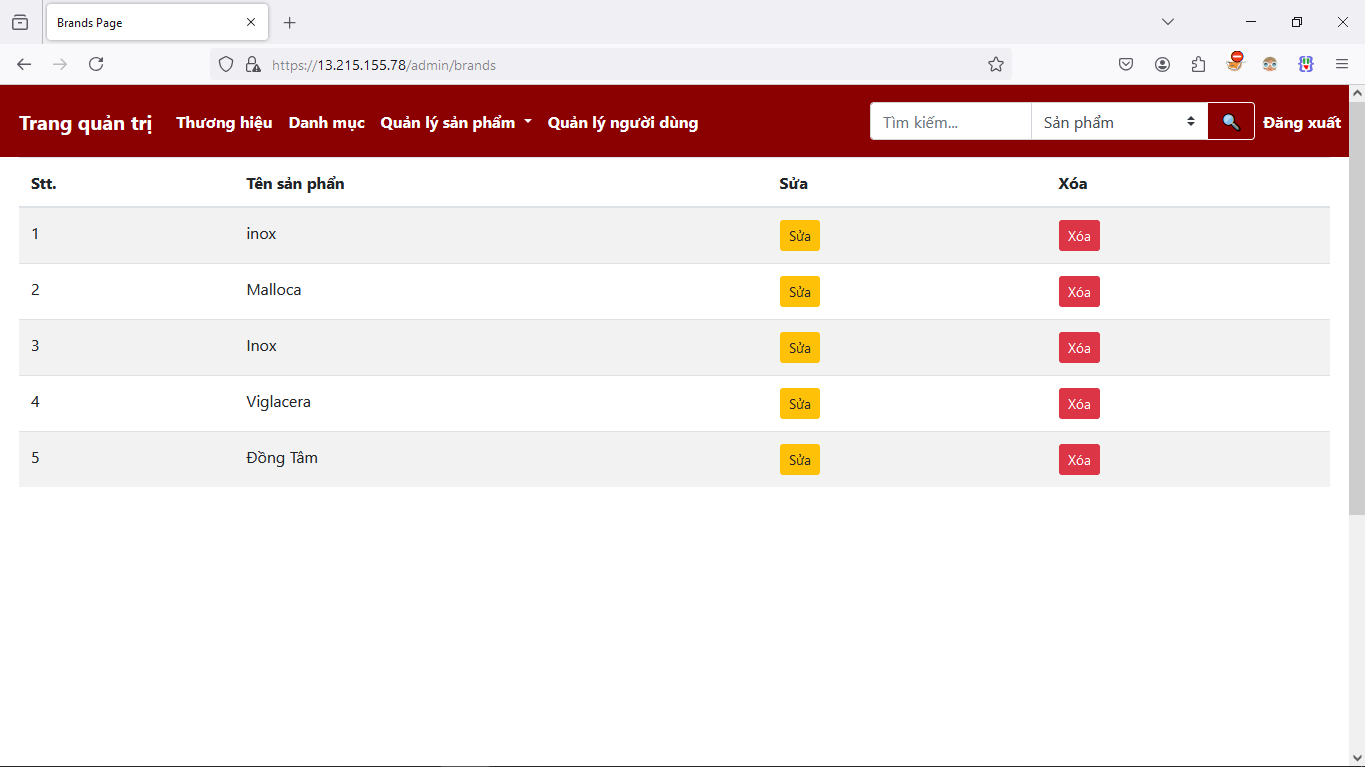 Brands Page
https://13.215.155.78/admin/brands
Trang quản trị Thương hiệu Danh mục Quản lý sản phẩm Quản lý người dùng Tìm kiếm... Sản phẩm Đăng xuất
Stt. Tên sản phẩn Sửa Xóa
1 inox Sửa Xóa
2 Malloca Sửa Xóa
3 Inox Sửa Xóa
4 Viglacera Sửa Xóa
5 Đồng Tâm Sửa Xóa